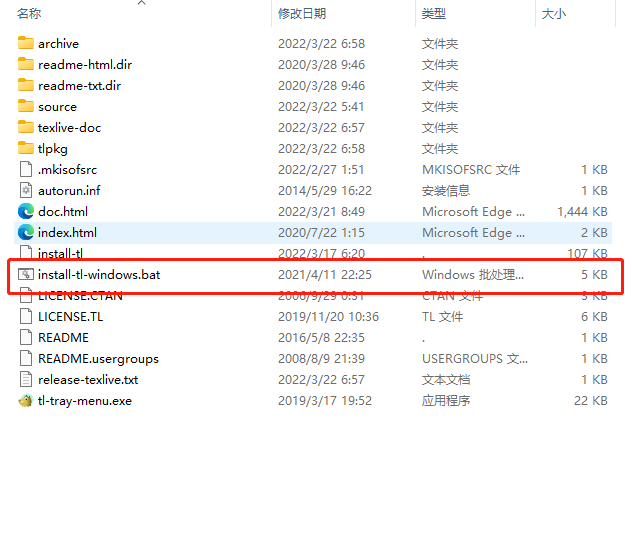 名称 修改日期 类型 大小
archive 2022/3/22 6:58 文件夹
readme-html.dir 2020/3/28 9:46 文件夹
readme-txt.dir 2020/3/28 9:46 文件夹
source 2022/3/22 5:41 文件夹
texlive-doc 2022/3/22 6:57 文件夹
tlpkg 2022/3/22 6:58 文件夹
.mkisofsrc 2022/2/27 1:51 MKISOFSRC 文件 1 KB
autorun.inf 2014/5/29 16:22 安装信息 1 KB
doc.html 2022/3/21 8:49 Microsoft Edge ... 1,444 KB
index.html 2020/7/22 1:15 Microsoft Edge ... 2 KB
install-tl 2022/3/17 6:20 . 107 KB
install-tl-windows.bat 2021/4/11 22:25 Windows 批处理... 5 KB
LICENSE.CTAN 2006/9/29 0:31 CTAN 文件 3 KB
LICENSE.TL 2019/11/20 10:36 TL 文件 6 KB
README 2016/5/8 22:35 . 1 KB
README.usergroups 2008/8/9 21:39 USERGROUPS 文... 1 KB
release-texlive.txt 2022/3/22 6:57 文本文档 1 KB
tl-tray-menu.exe 2019/3/17 19:52 应用程序 22 KB